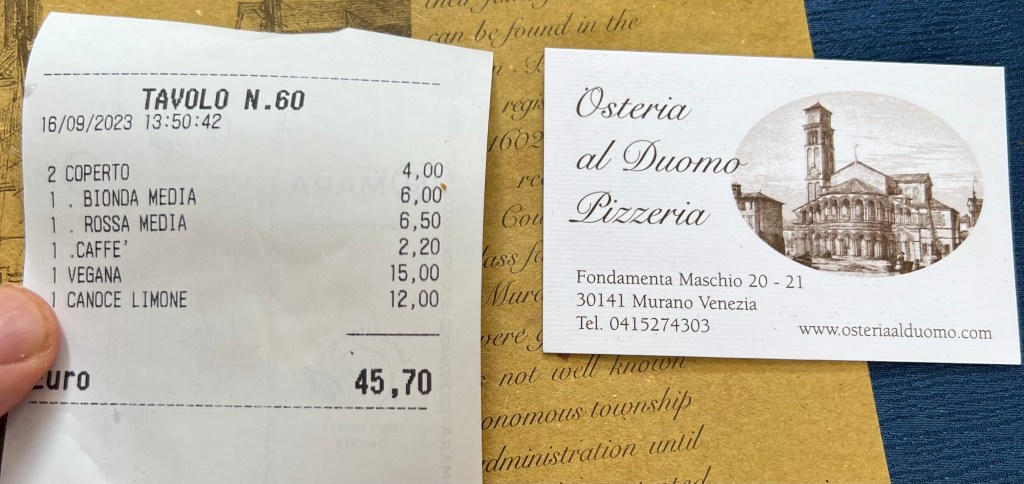 TAVOLO N.60
16/09/2023 13:50:42
2 COPERTO 4,00
1 . BIONDA MEDIA 6,00
1 . ROSSA MEDIA 6,50
1 .CAFFE' 2,20
1 VEGANA 15,00
1 CANOCE LIMONE 12,00
Euro 45,70
Osteria
al Duomo
Pizzeria
Fondamenta Maschio 20 - 21
30141 Murano Venezia
Tel. 0415274303
www.osteriaalduomo.com
their
can be found in the
1602
not well known
township
administration until